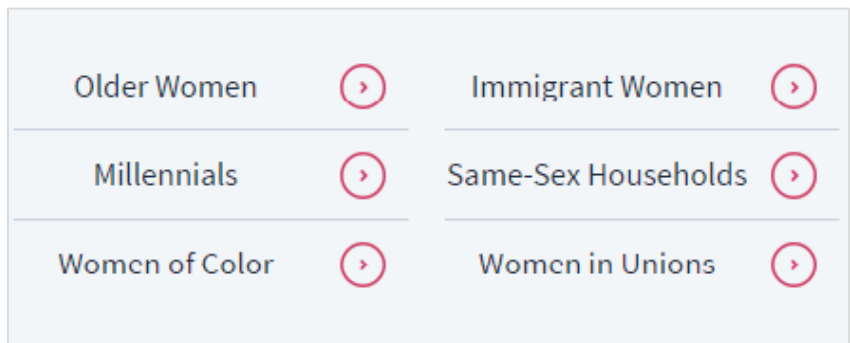 Older Women
Immigrant Women
Millennials
Same-Sex Households
Women of Color
Women in Unions